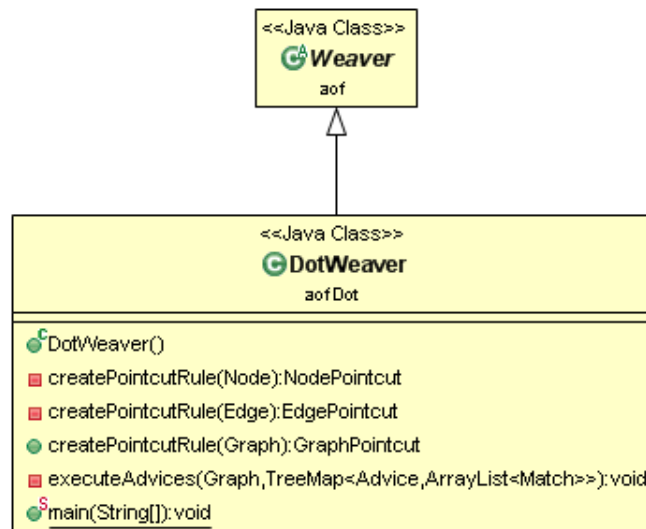 <<Java Class>>
Weaver
aof
<<Java Class>>
DotWeaver
aofDot
DotWeaver()
createPointcutRule(Node):NodePointcut
createPointcutRule(Edge):EdgePointcut
createPointcutRule(Graph):GraphPointcut
executeAdvices(Graph,TreeMap<Advice,ArrayList<Match>>):void
main(String[]):void